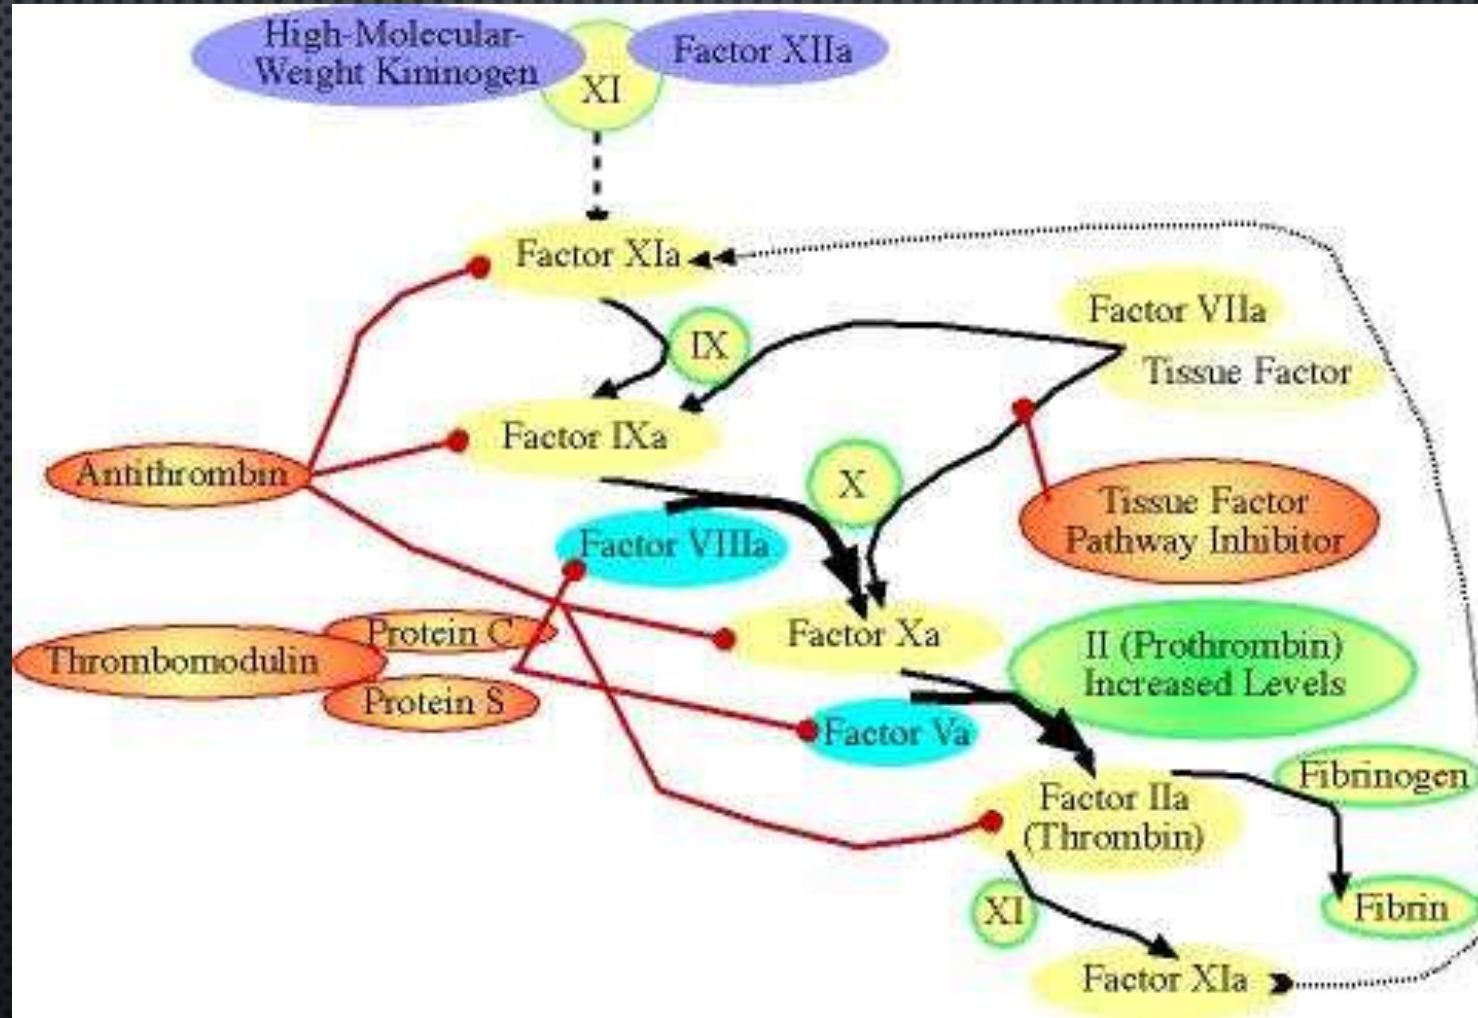 High-Molecular-
Weight Kininogen
XI
Factor XIIa
Factor XIa
Factor VIIa
IX
Tissue Factor
Factor IXa
Antithrombin
X
Tissue Factor
Pathway Inhibitor
Factor VIIIa
Protein C
Thrombomodulin
Protein S
Factor Xa
II (Prothrombin)
Increased Levels
Factor Va
Fibrinogen
Factor IIa
(Thrombin)
XI
Fibrin
Factor XIa